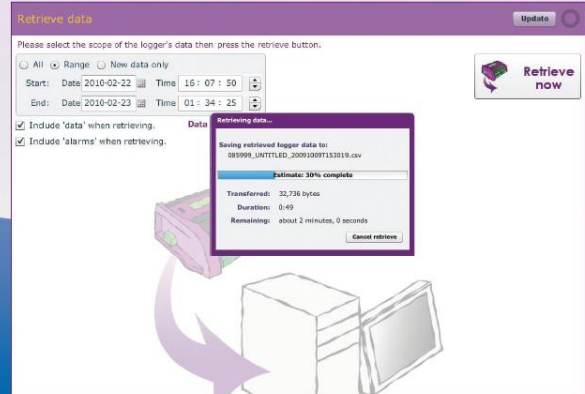 Retrieve data
Update
Please select the scope of the logger's data then press the retrieve button.
All Range New data only
Start: Date 2010-02-22 Time 16 : 07 : 50
End: Date 2010-02-23 Time 01 : 34 : 25
Retrieve
now
Include 'data' when retrieving.
Data
Include 'alarms' when retrieving.
Retrieving data...
Saving retrieved logger data to:
085999_UNTITLED_20091009T153019.csv
Estimate: 30% complete
Transferred: 32,736 bytes
Duration: 0:49
Remaining: about 2 minutes, 0 seconds
Cancel retrieve